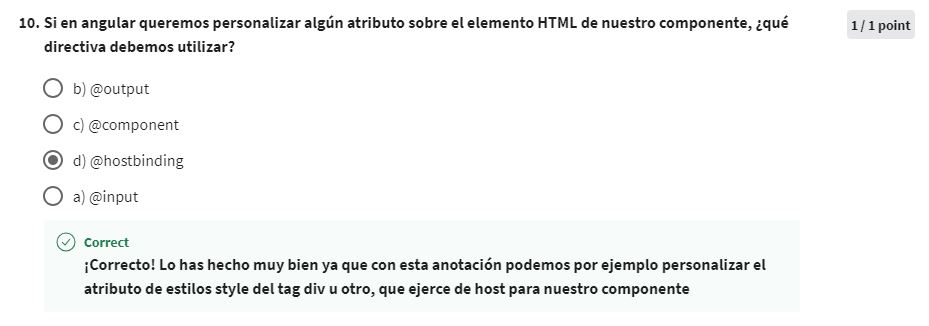 10. Si en angular queremos personalizar algún atributo sobre el elemento HTML de nuestro componente, ¿qué
directiva debemos utilizar?
1 / 1 point
b) @output
c) @component
d) @hostbinding
a) @input
Correct
¡Correcto! Lo has hecho muy bien ya que con esta anotación podemos por ejemplo personalizar el
atributo de estilos style del tag div u otro, que ejerce de host para nuestro componente